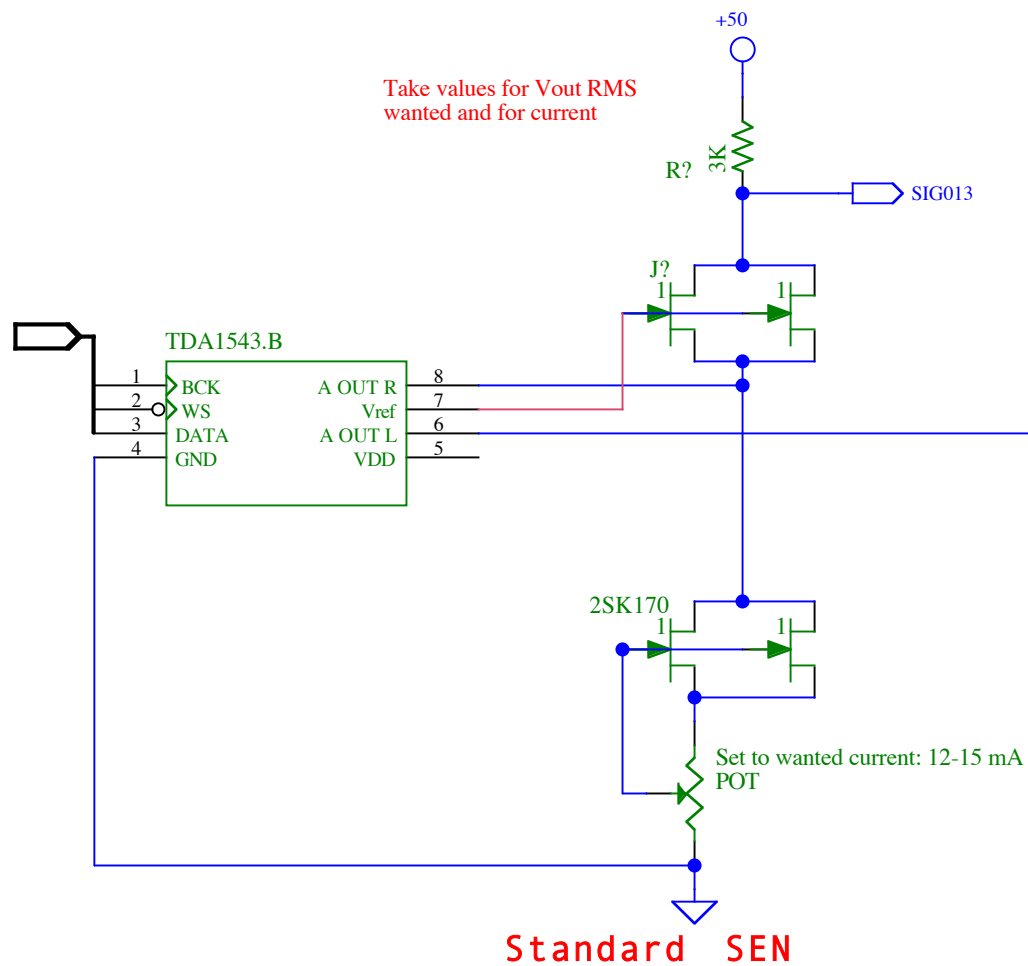 +50
Take values for Vout RMS
wanted and for current
3K
R?
SIG013
J?
1
1
TDA1543.B
1
BCK
A OUT R
8
2
WS
Vref
7
3
DATA
A OUT L
6
4
GND
VDD
5
2SK170
1
1
Set to wanted current: 12-15 mA
POT
Standard SEN